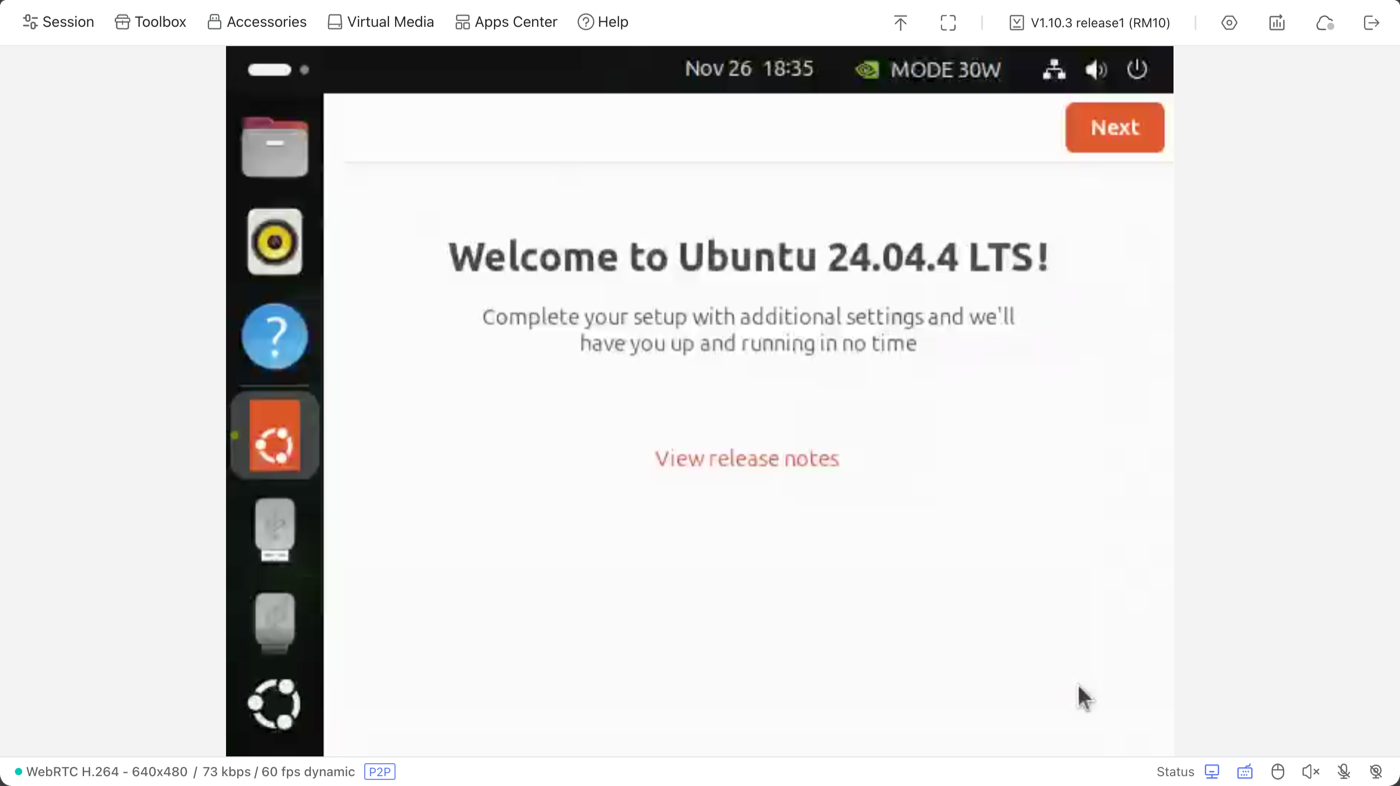 Session Toolbox Accessories Virtual Media Apps Center Help V1.10.3 release1 (RM10)
Nov 26 18:35 MODE 30W
Next
Welcome to Ubuntu 24.04.4 LTS!
Complete your setup with additional settings and we'll
have you up and running in no time
View release notes
WebRTC H.264 - 640x480 / 73 kbps / 60 fps dynamic P2P Status